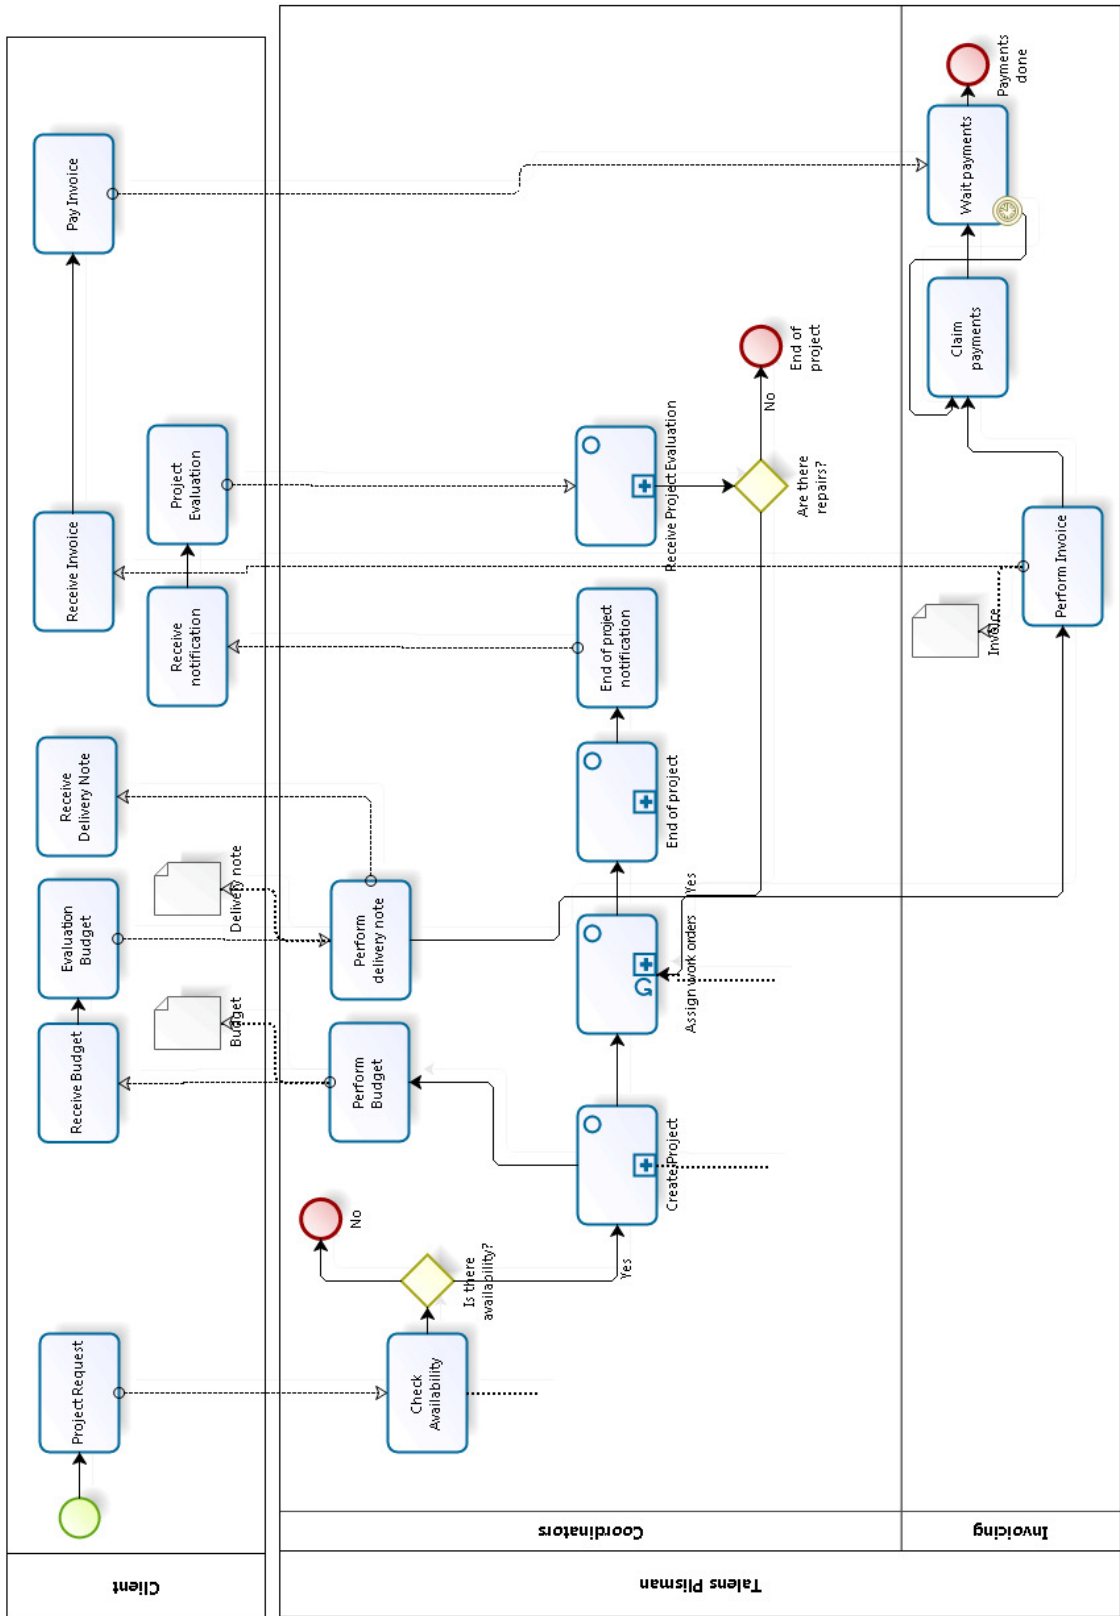 Client
Project Request
Receive Budget
Evaluation
Budget
Receive
Delivery Note
Receive Invoice
Pay Invoice
Budget
Delivery note
Receive
notification
Project
Evaluation
Talens Plisman
Coordinators
Check
Availability
Is there
availability?
No
Yes
Perform
Budget
Perform
delivery note
Create Project
Assign work orders
Yes
End of project
End of project
notification
Receive Project Evaluation
Are there
repairs?
No
End of
project
Invoicing
Invoice
Perform Invoice
Claim
payments
Wait payments
Payments
done